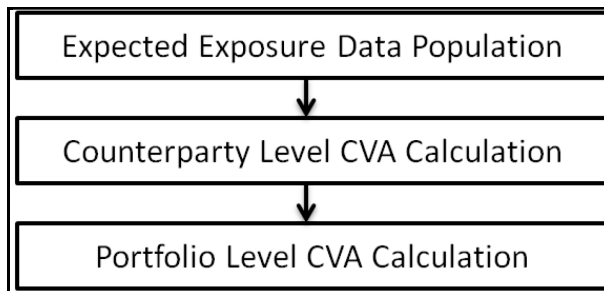 Expected Exposure Data Population
Counterparty Level CVA Calculation
Portfolio Level CVA Calculation